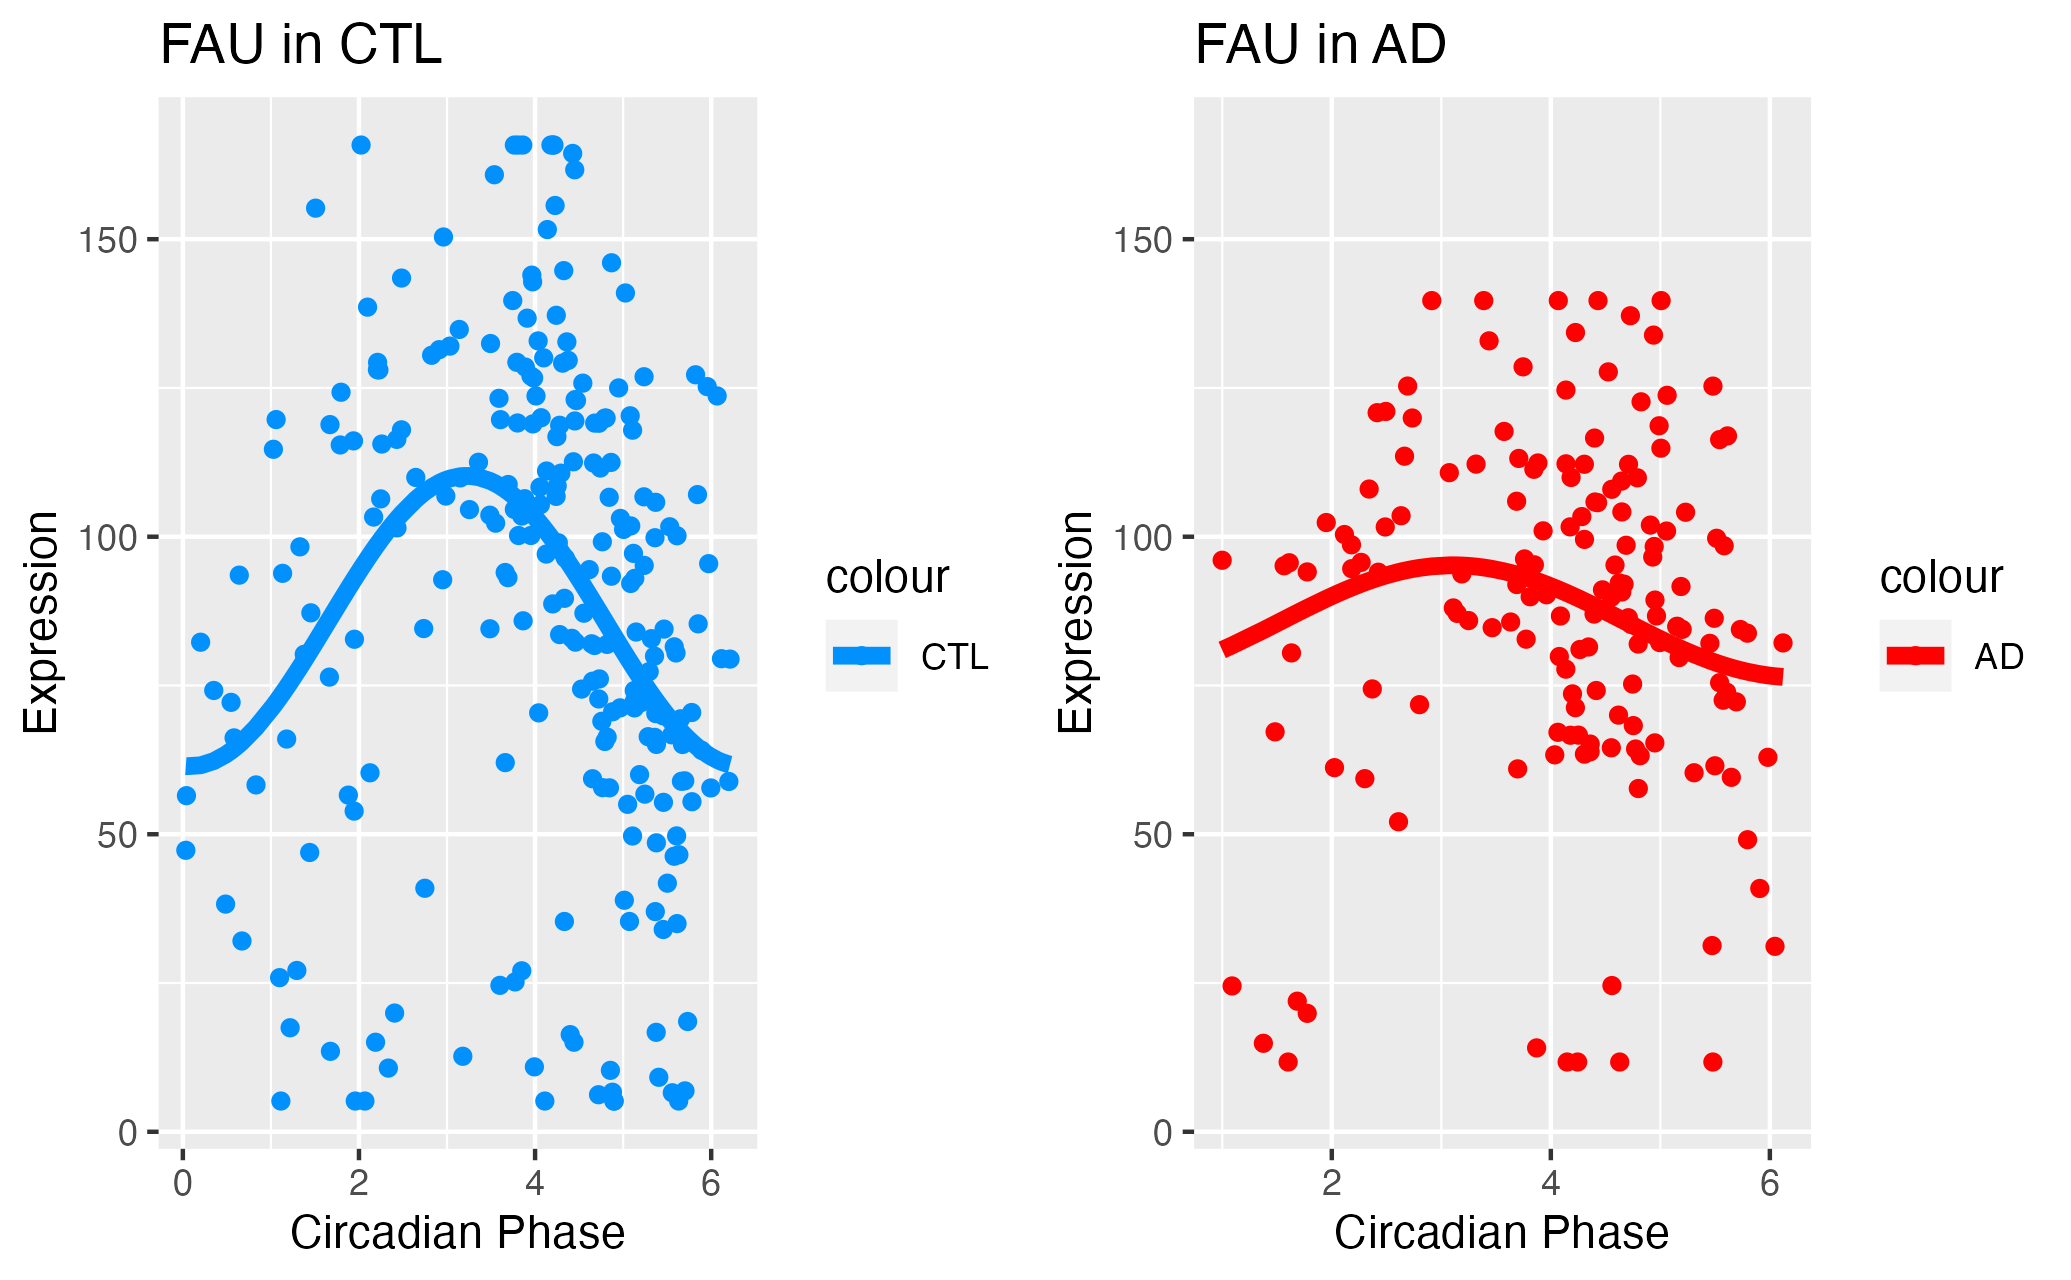 FAU in CTL
Expression
150
100
50
0
0 2 4 6
Circadian Phase
colour
CTL
FAU in AD
Expression
150
100
50
0
2 4 6
Circadian Phase
colour
AD